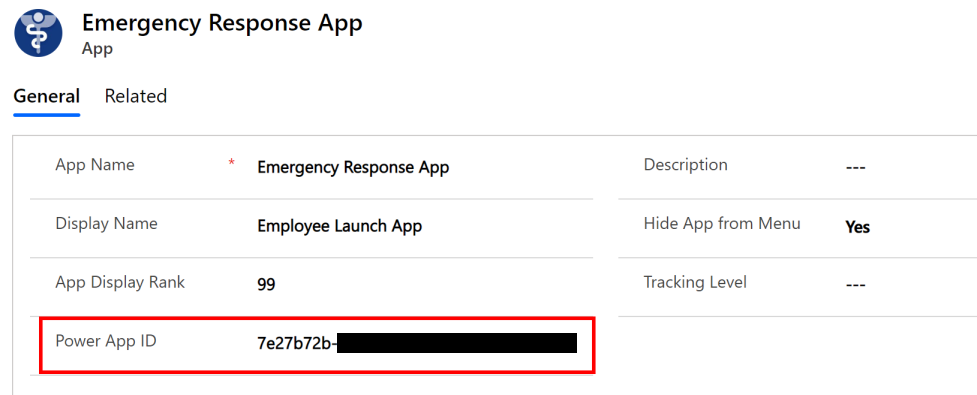 Emergency Response App
App
General Related
App Name * Emergency Response App Description ---
Display Name Employee Launch App Hide App from Menu Yes
App Display Rank 99 Tracking Level ---
Power App ID 7e27b72b-